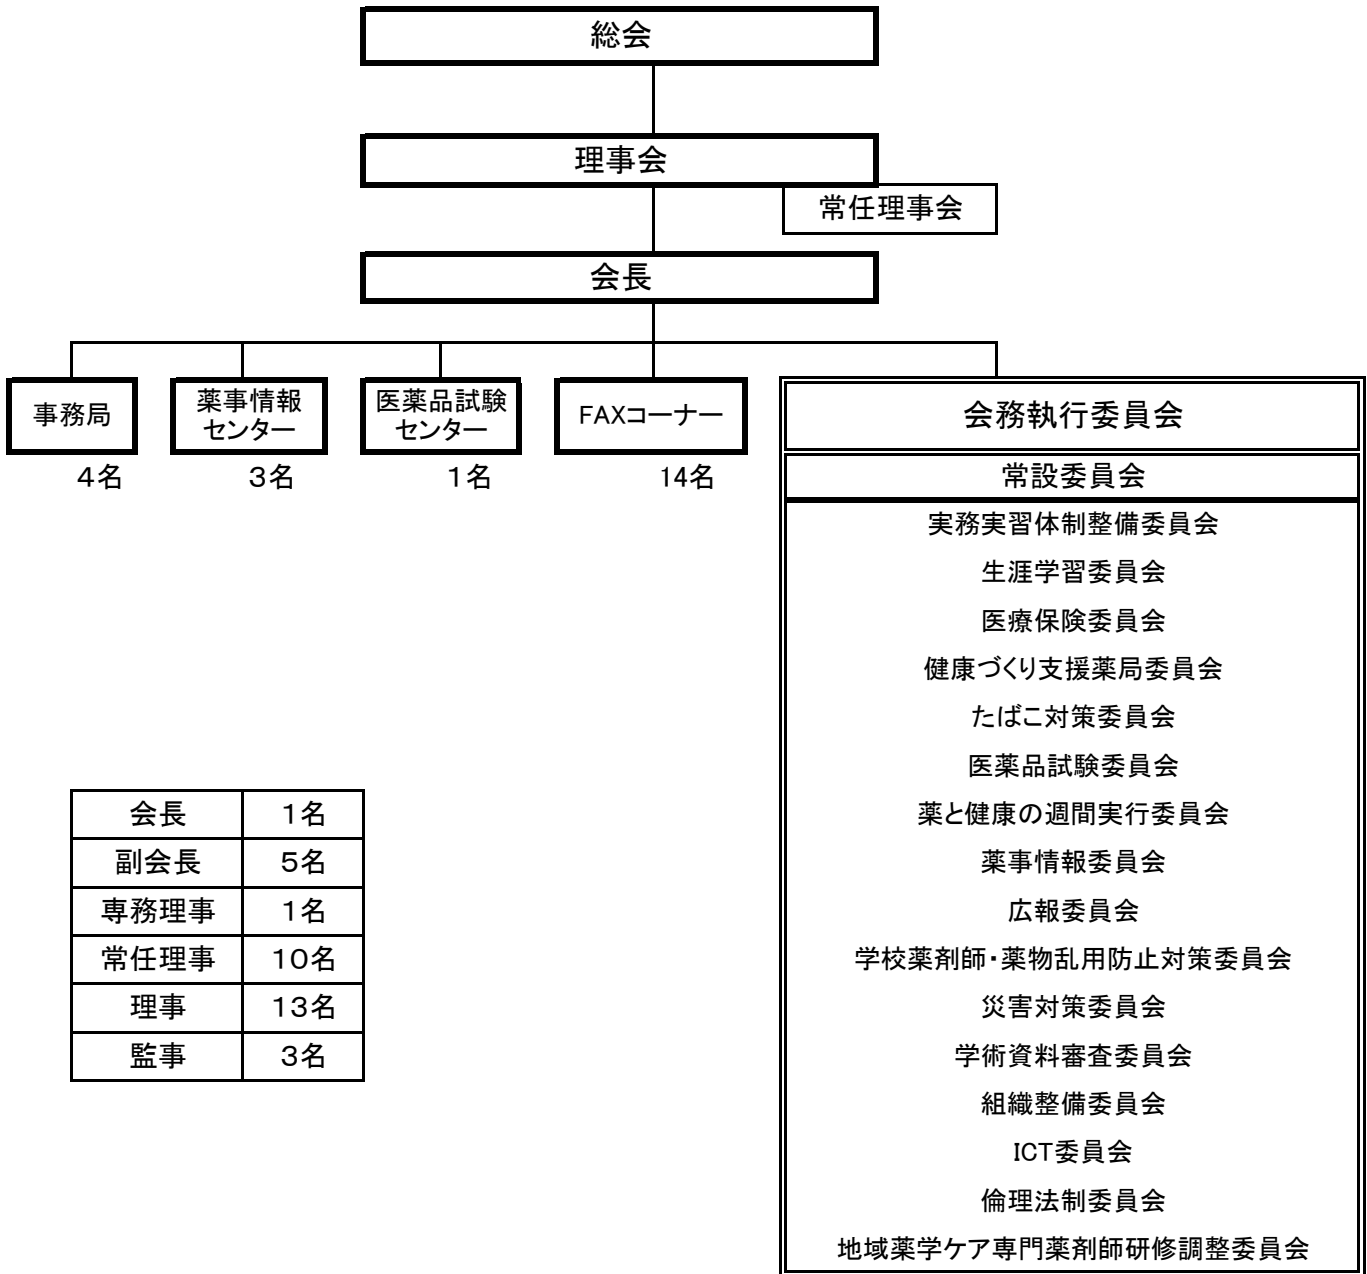 総会
理事会
常任理事会
会長
事務局
薬事情報
センター
医薬品試験
センター
FAXコーナー
４名
３名
１名
14名
会務執行委員会
常設委員会
実務実習体制整備委員会
生涯学習委員会
医療保険委員会
健康づくり支援薬局委員会
たばこ対策委員会
医薬品試験委員会
薬と健康の週間実行委員会
薬事情報委員会
広報委員会
学校薬剤師・薬物乱用防止対策委員会
災害対策委員会
学術資料審査委員会
組織整備委員会
ICT委員会
倫理法制委員会
地域薬学ケア専門薬剤師研修調整委員会
会長 １名
副会長 ５名
専務理事 １名
常任理事 １０名
理事 １３名
監事 ３名